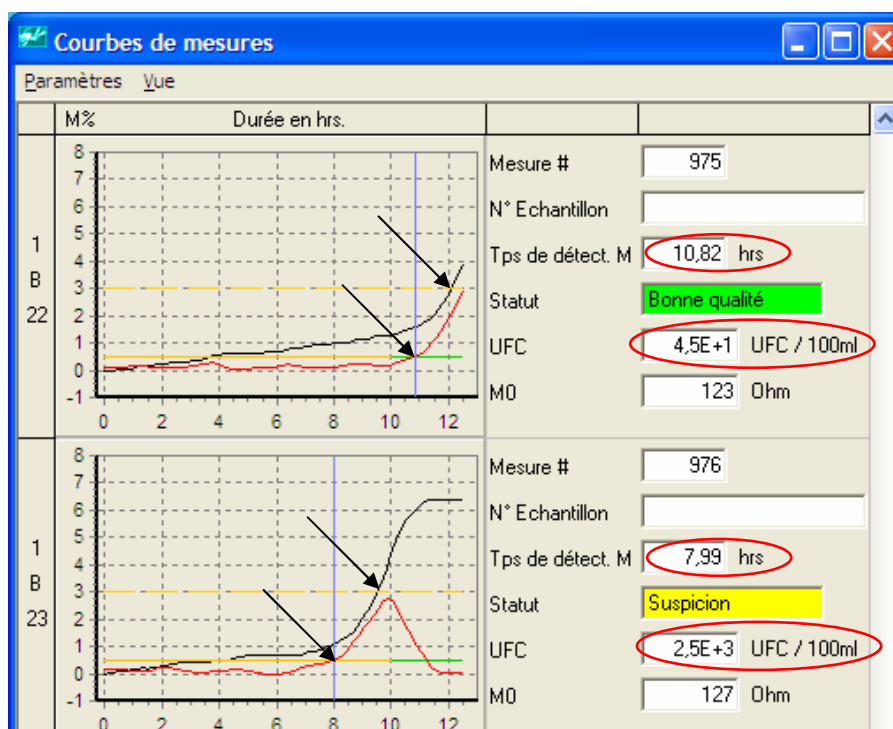 Courbes de mesures
Paramètres Vue
M% Durée en hrs.
1
B
22
8
7
6
5
4
3
2
1
0
-1
0 2 4 6 8 10 12
Mesure # 975
N° Echantillon
Tps de détect. M 10,82 hrs
Statut Bonne qualité
UFC 4,5E+1 UFC / 100ml
M0 123 Ohm
1
B
23
8
7
6
5
4
3
2
1
0
-1
0 2 4 6 8 10 12
Mesure # 976
N° Echantillon
Tps de détect. M 7,99 hrs
Statut Suspicion
UFC 2,5E+3 UFC / 100ml
M0 127 Ohm